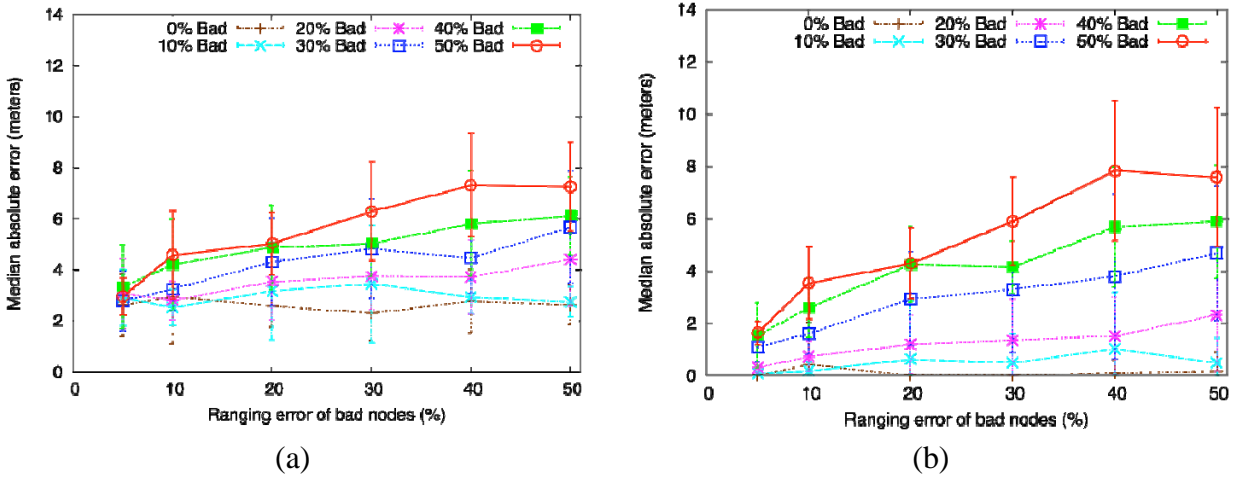 14
12
10
8
6
4
2
0
0% Bad 20% Bad 40% Bad
10% Bad 30% Bad 50% Bad
Median absolute error (meters)
0 10 20 30 40 50
Ranging error of bad nodes (%)
(a)
14
12
10
8
6
4
2
0
0% Bad 20% Bad 40% Bad
10% Bad 30% Bad 50% Bad
Median absolute error (meters)
0 10 20 30 40 50
Ranging error of bad nodes (%)
(b)